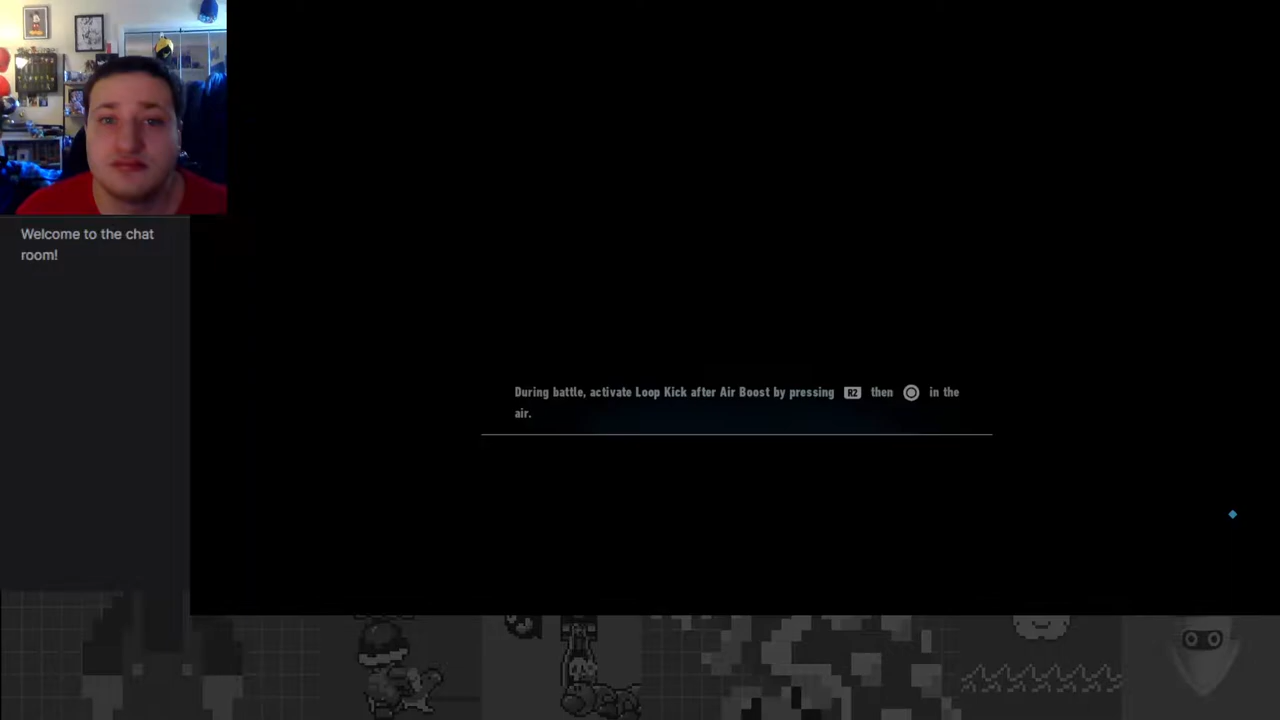 Welcome to the chat
room!
During battle, activate Loop Kick after Air Boost by pressing R2 then in the
air.